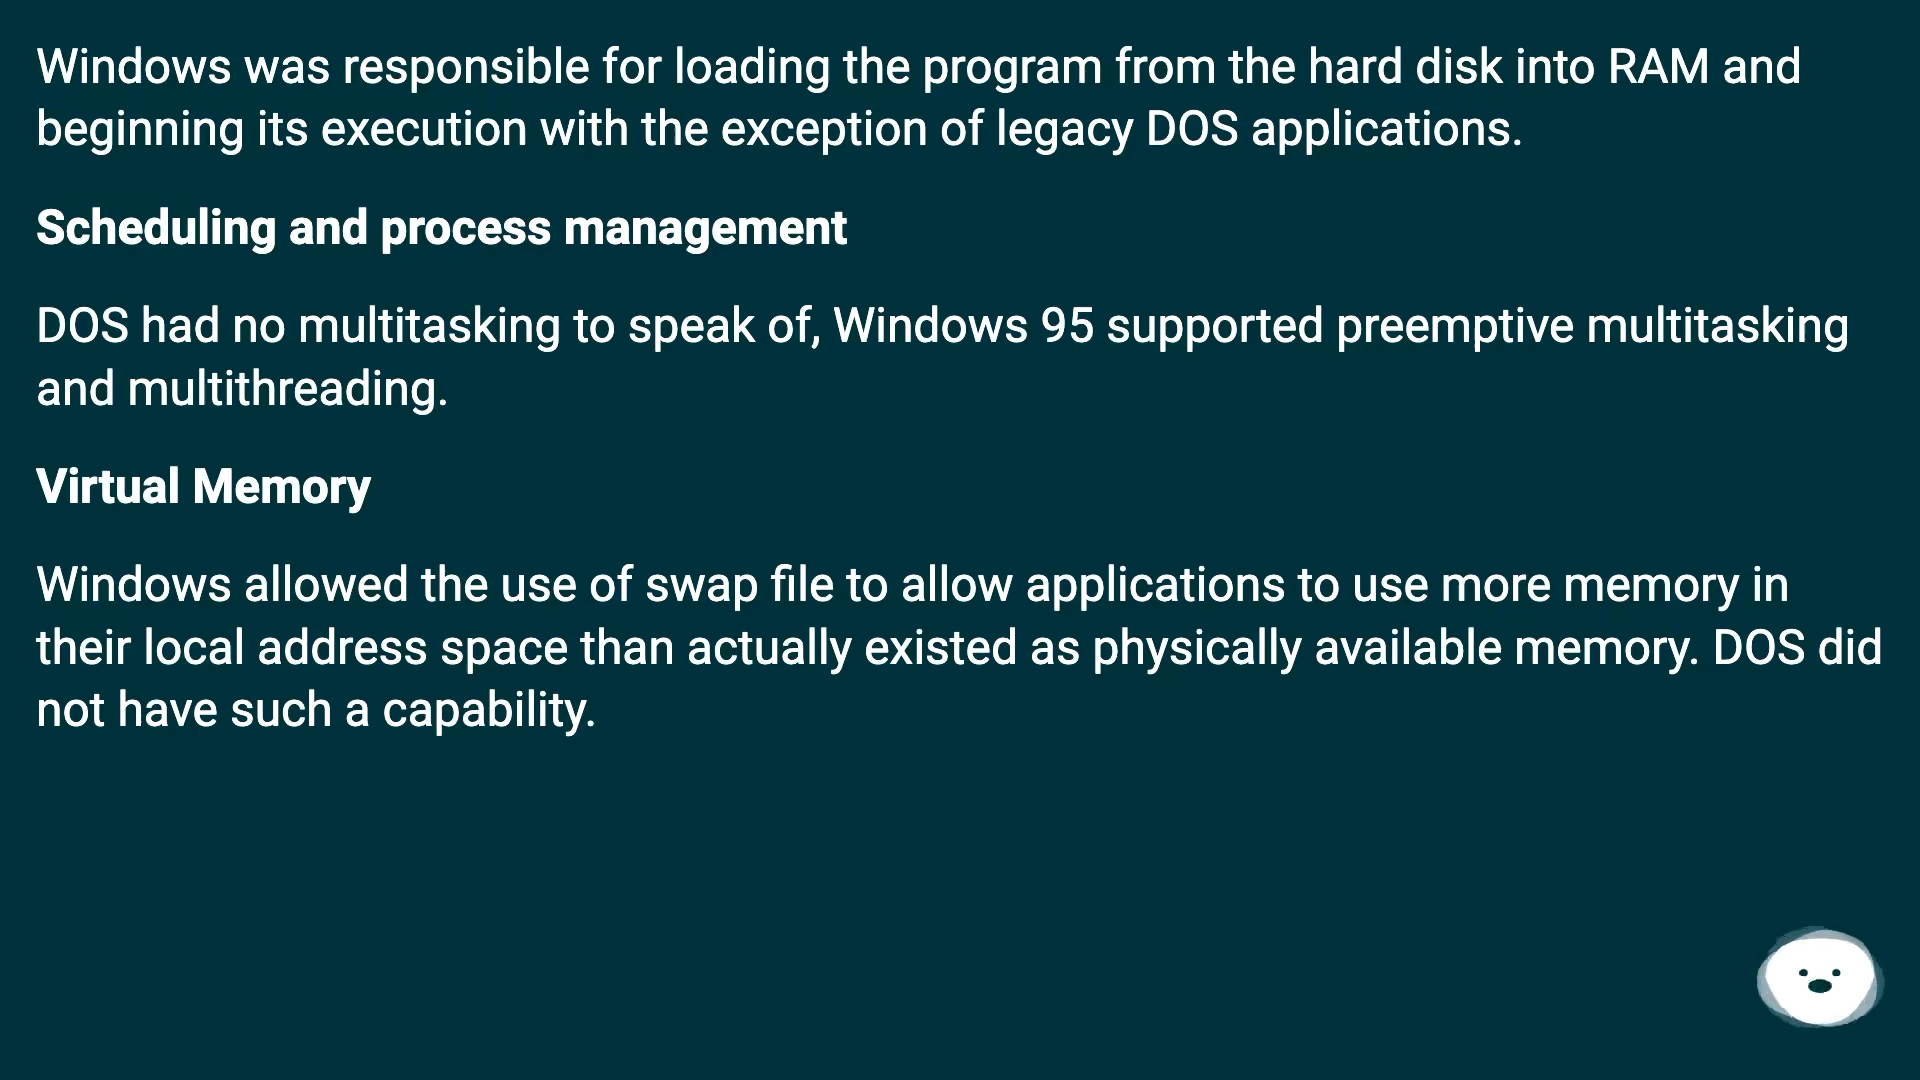 Windows was responsible for loading the program from the hard disk into RAM and
beginning its execution with the exception of legacy DOS applications.
Scheduling and process management
DOS had no multitasking to speak of, Windows 95 supported preemptive multitasking
and multithreading.
Virtual Memory
Windows allowed the use of swap file to allow applications to use more memory in
their local address space than actually existed as physically available memory. DOS did
not have such a capability.